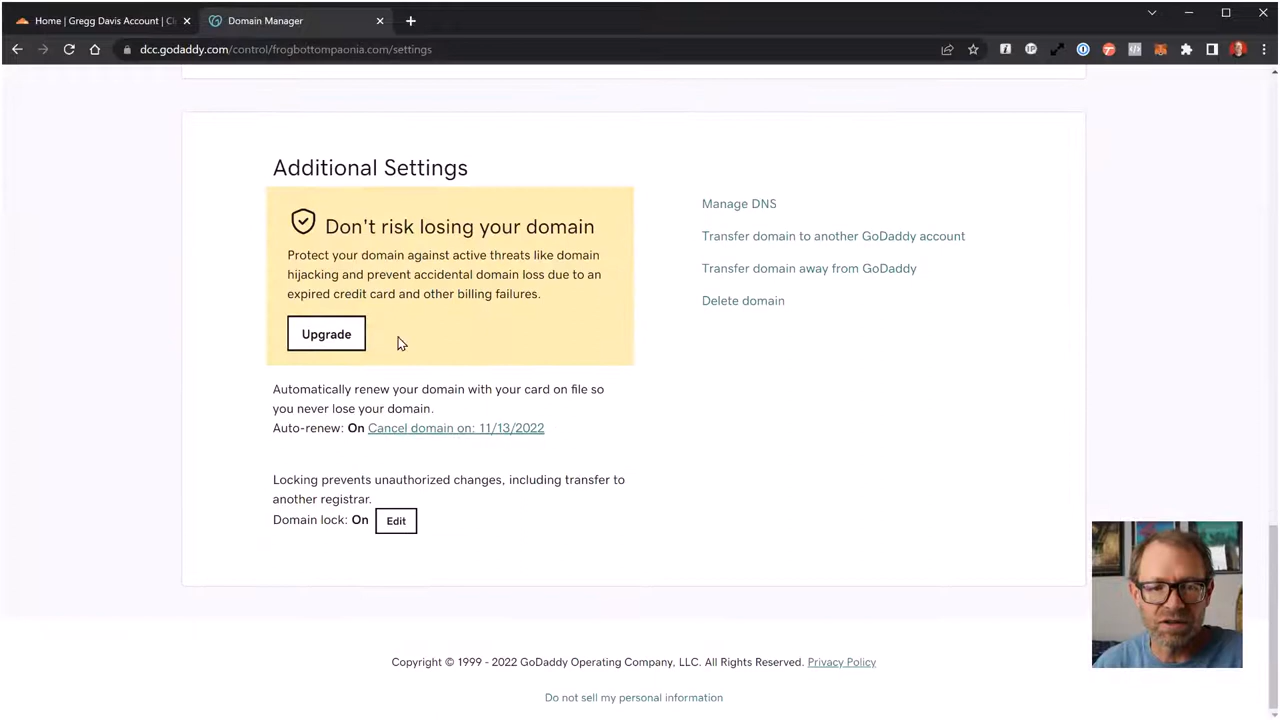 Home | Gregg Davis Account | Cl
Domain Manager
dcc.godaddy.com/control/frogbottompaonia.com/settings
Additional Settings
Don't risk losing your domain
Protect your domain against active threats like domain
hijacking and prevent accidental domain loss due to an
expired credit card and other billing failures.
Upgrade
Automatically renew your domain with your card on file so
you never lose your domain.
Auto-renew: On Cancel domain on: 11/13/2022
Locking prevents unauthorized changes, including transfer to
another registrar.
Domain lock: On Edit
Manage DNS
Transfer domain to another GoDaddy account
Transfer domain away from GoDaddy
Delete domain
Copyright © 1999 - 2022 GoDaddy Operating Company, LLC. All Rights Reserved. Privacy Policy
Do not sell my personal information